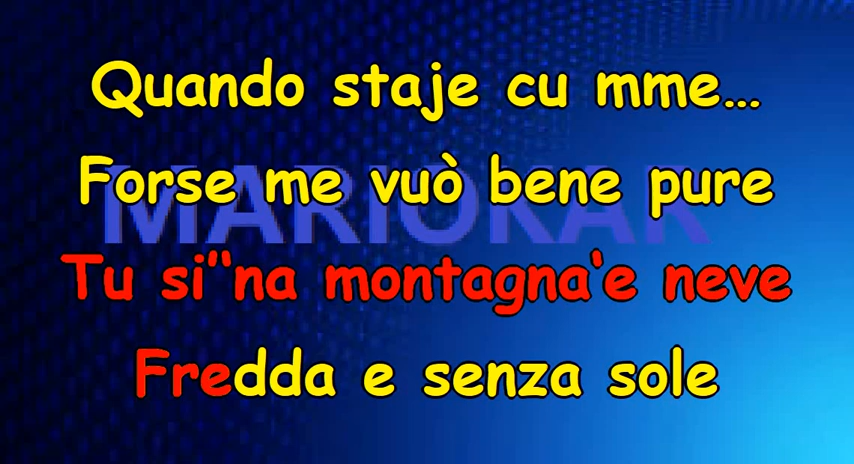 Quando staje cu mme...
Forse me vuò bene pure
MARIOKAR
Tu si'‘na montagna‘e neve
Fredda e senza sole